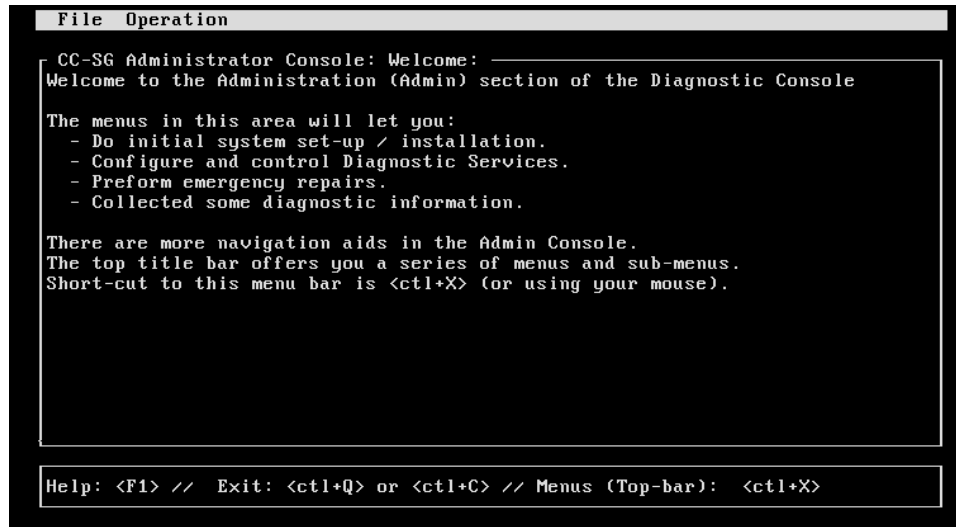 File Operation
CC-SG Administrator Console: Welcome:
Welcome to the Administration (Admin) section of the Diagnostic Console
The menus in this area will let you:
- Do initial system set-up / installation.
- Configure and control Diagnostic Services.
- Preform emergency repairs.
- Collected some diagnostic information.
There are more navigation aids in the Admin Console.
The top title bar offers you a series of menus and sub-menus.
Short-cut to this menu bar is <ctl+X> (or using your mouse).
Help: <F1> // Exit: <ctl+Q> or <ctl+C> // Menus (Top-bar): <ctl+X>